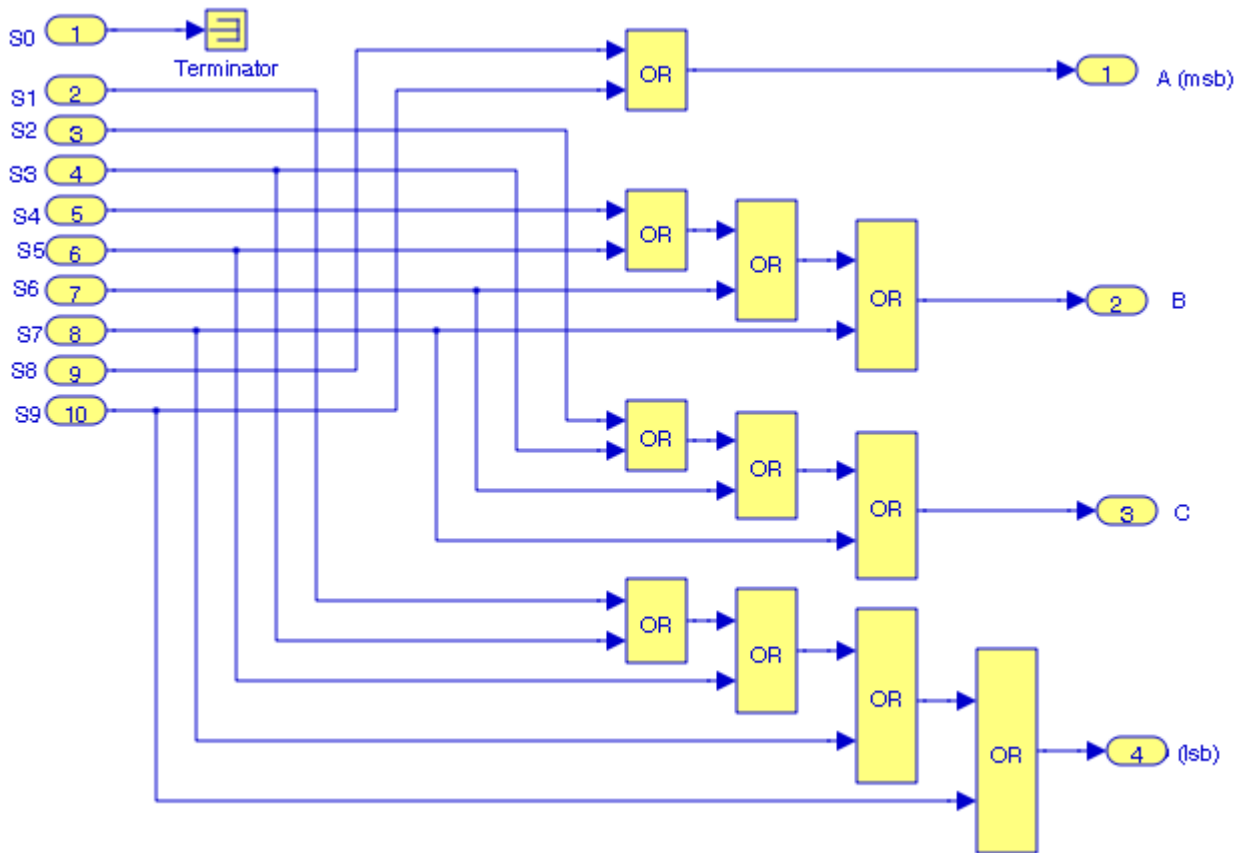 S0 1
Terminator
S1 2
S2 3
S3 4
S4 5
S5 6
S6 7
S7 8
S8 9
S9 10
OR
1 A (msb)
OR
OR
OR
2 B
OR
OR
OR
3 C
OR
OR
OR
OR
4 (lsb)